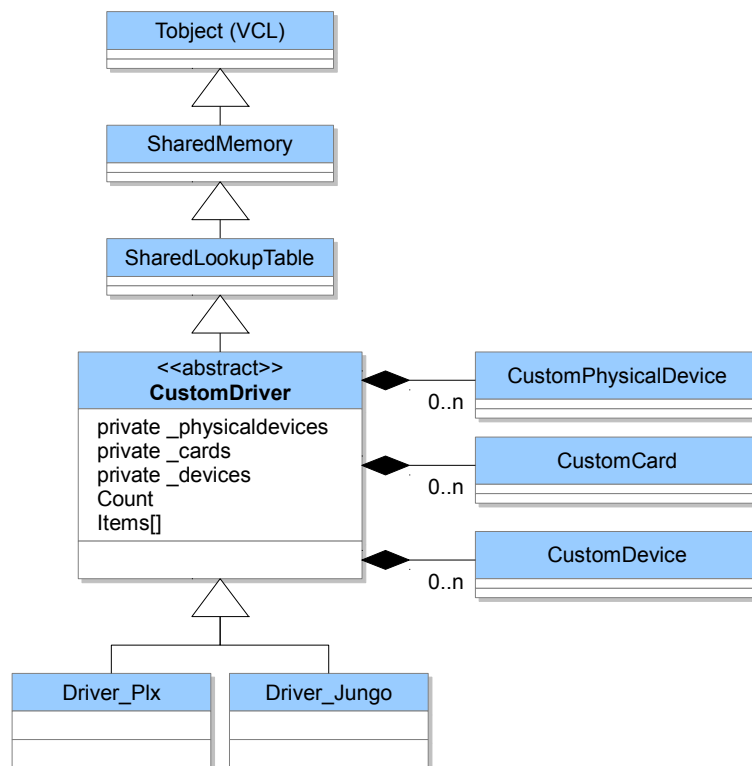 Tobject (VCL)
SharedMemory
SharedLookupTable
<<abstract>>
CustomDriver
private _physicaldevices
private _cards
private _devices
Count
Items[]
CustomPhysicalDevice
0..n
CustomCard
0..n
CustomDevice
0..n
Driver_Plx
Driver_Jungo